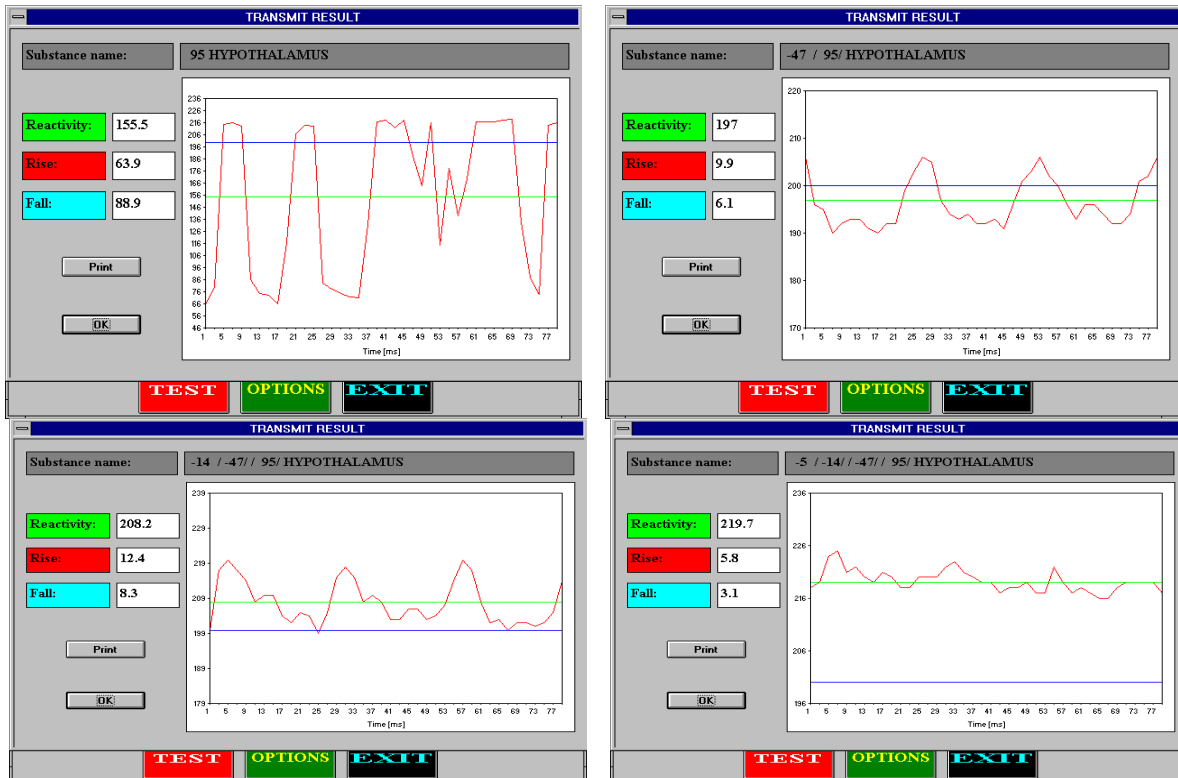 TRANSMIT RESULT
Substance name: 95 HYPOTHALAMUS
Reactivity: 155.5
Rise: 63.9
Fall: 88.9
Print
OK
236
226
216
206
196
186
176
166
156
146
136
126
116
106
96
86
76
66
56
46
1 5 9 13 17 21 25 29 33 37 41 45 49 53 57 61 65 69 73 77
Time [ms]
TEST OPTIONS EXIT
TRANSMIT RESULT
Substance name: -47 / 95/ HYPOTHALAMUS
Reactivity: 197
Rise: 9.9
Fall: 6.1
Print
OK
220
210
200
190
180
170
1 5 9 13 17 21 25 29 33 37 41 45 49 53 57 61 65 69 73 77
Time [ms]
TEST OPTIONS EXIT
TRANSMIT RESULT
Substance name: -14 / -47/ / 95/ HYPOTHALAMUS
Reactivity: 208.2
Rise: 12.4
Fall: 8.3
Print
OK
239
229
219
209
199
189
179
1 5 9 13 17 21 25 29 33 37 41 45 49 53 57 61 65 69 73 77
Time [ms]
TEST OPTIONS EXIT
TRANSMIT RESULT
Substance name: -5 / -14/ / -47/ / 95/ HYPOTHALAMUS
Reactivity: 219.7
Rise: 5.8
Fall: 3.1
Print
OK
236
226
216
206
196
1 5 9 13 17 21 25 29 33 37 41 45 49 53 57 61 65 69 73 77
Time [ms]
TEST OPTIONS EXIT